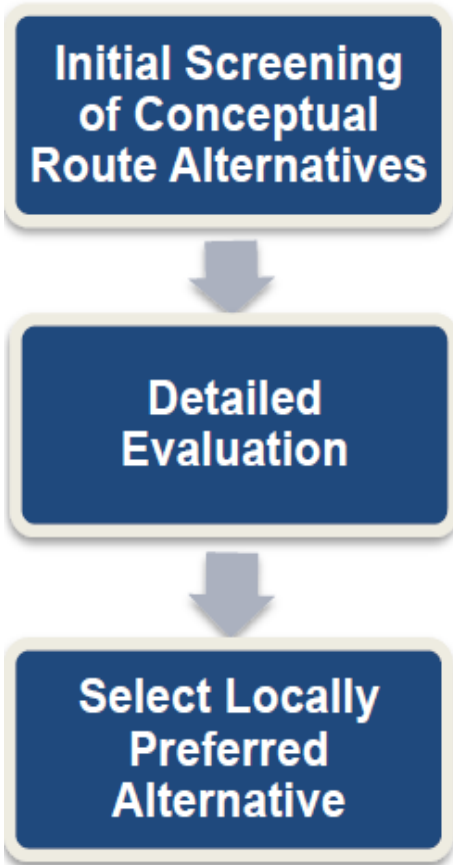 Initial Screening
of Conceptual
Route Alternatives
Detailed
Evaluation
Select Locally
Preferred
Alternative